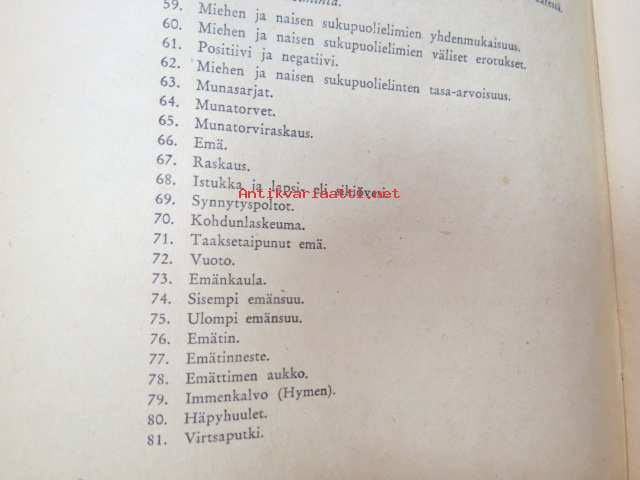 59. Miehen ja naisen sukupuolielimien yhdenmukaisuus.
60. Miehen ja naisen sukupuolielimien väliset erotukset.
61. Positiivi ja negatiivi.
62. Miehen ja naisen sukupuolielinten tasa-arvoisuus.
63. Munasarjat.
64. Munatorvet.
65. Munatorviraskaus.
66. Emä.
67. Raskaus.
68. Istukka ja lapsi- eli
Antikvariaatti.net
69. Synnytyspoltot.
70. Kohdunlaskeuma.
71. Taaksetaipunut emä.
72. Vuoto.
73. Emänkaula.
74. Sisempi emänsuu.
75. Ulompi emänsuu.
76. Emätin.
77. Emätinneste.
78. Emättimen aukko.
79. Immenkalvo (Hymen).
80. Häpyhuulet.
81. Virtsaputki.